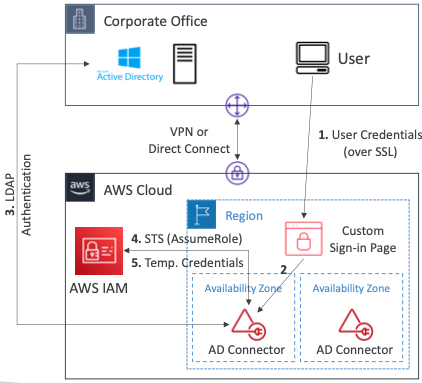 Corporate Office
Microsoft
Active Directory
User
VPN or
Direct Connect
1. User Credentials
(over SSL)
3. LDAP
Authentication
aws
AWS Cloud
Region
4. STS (AssumeRole)
5. Temp. Credentials
AWS IAM
Custom
Sign-in Page
2
Availability Zone
Availability Zone
AD Connector
AD Connector